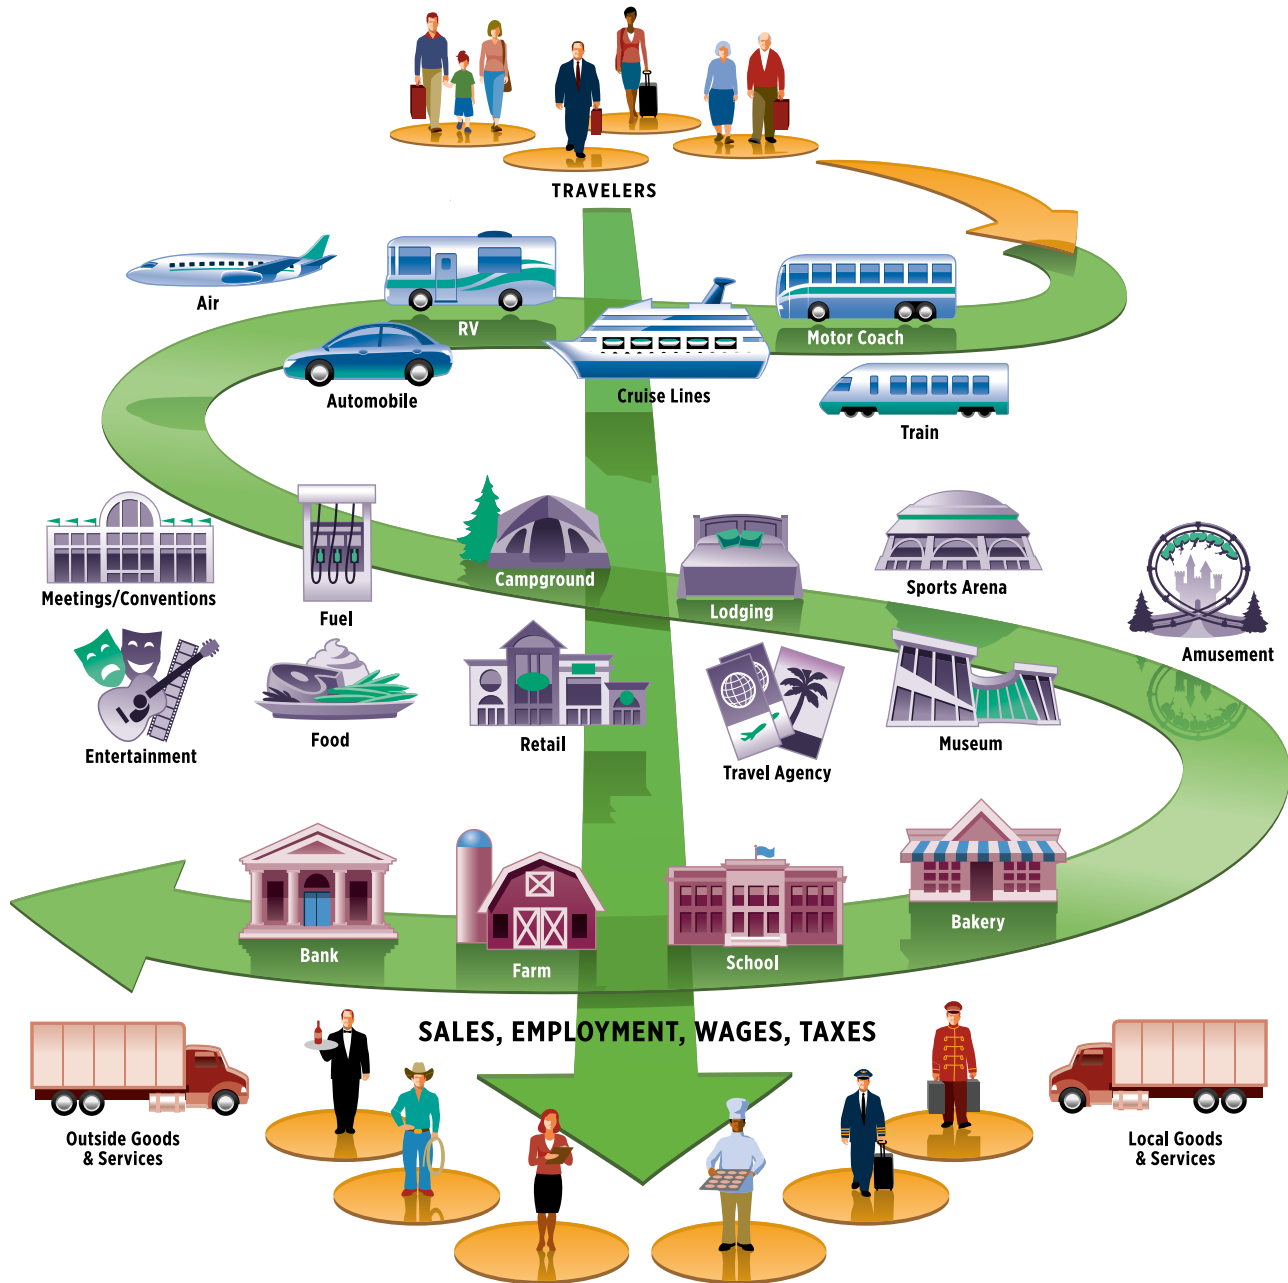 TRAVELERS
Air
RV
Motor Coach
Automobile
Cruise Lines
Train
Meetings/Conventions
Fuel
Campground
Lodging
Sports Arena
Amusement
Entertainment
Food
Retail
Travel Agency
Museum
Bank
Farm
School
Bakery
SALES, EMPLOYMENT, WAGES, TAXES
Outside Goods
& Services
Local Goods
& Services